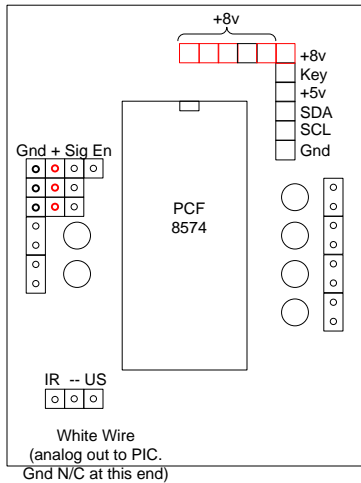 +8v
+8v
Key
+5v
SDA
SCL
Gnd
Gnd + Sig En
PCF
8574
IR -- US
White Wire
(analog out to PIC.
Gnd N/C at this end)